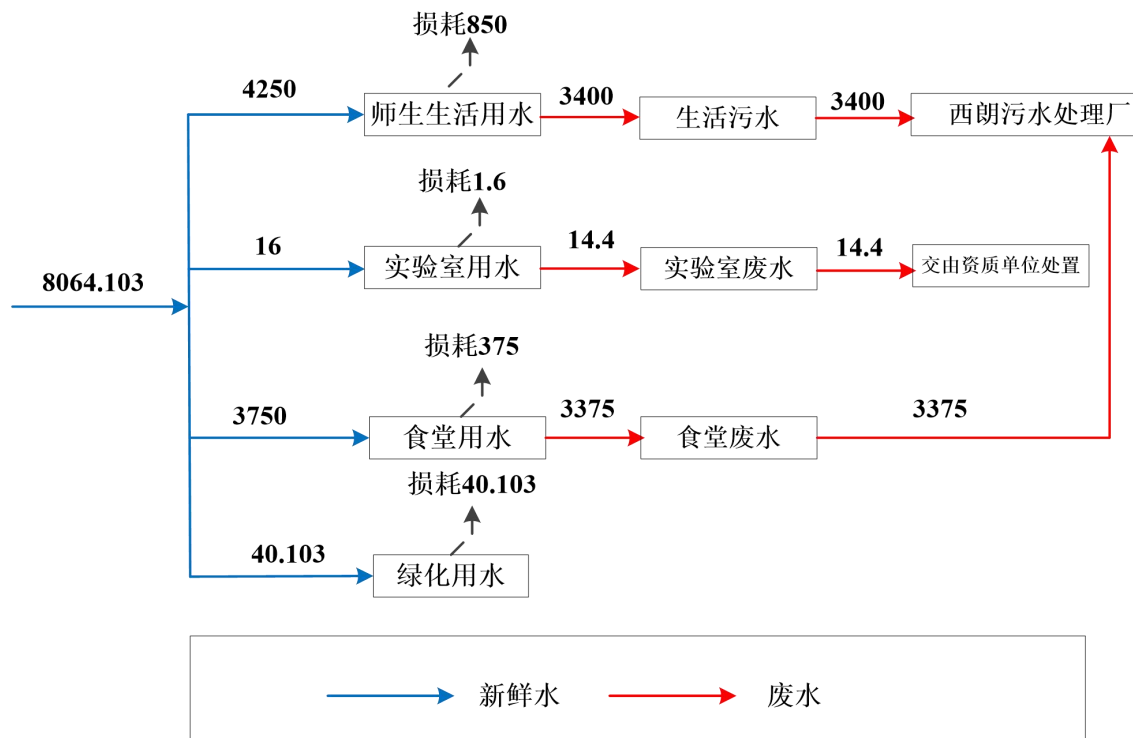 损耗850
4250
师生生活用水
3400
生活污水
3400
西朗污水处理厂
损耗1.6
16
实验室用水
14.4
实验室废水
14.4
交由资质单位处置
8064.103
损耗375
3750
食堂用水
3375
食堂废水
3375
损耗40.103
40.103
绿化用水
新鲜水
废水